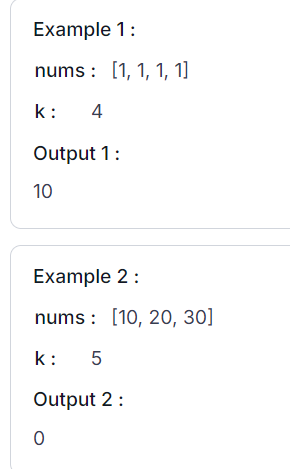 Example 1 :
nums : [1, 1, 1, 1]
k : 4
Output 1 :
10
Example 2 :
nums : [10, 20, 30]
k : 5
Output 2 :
0